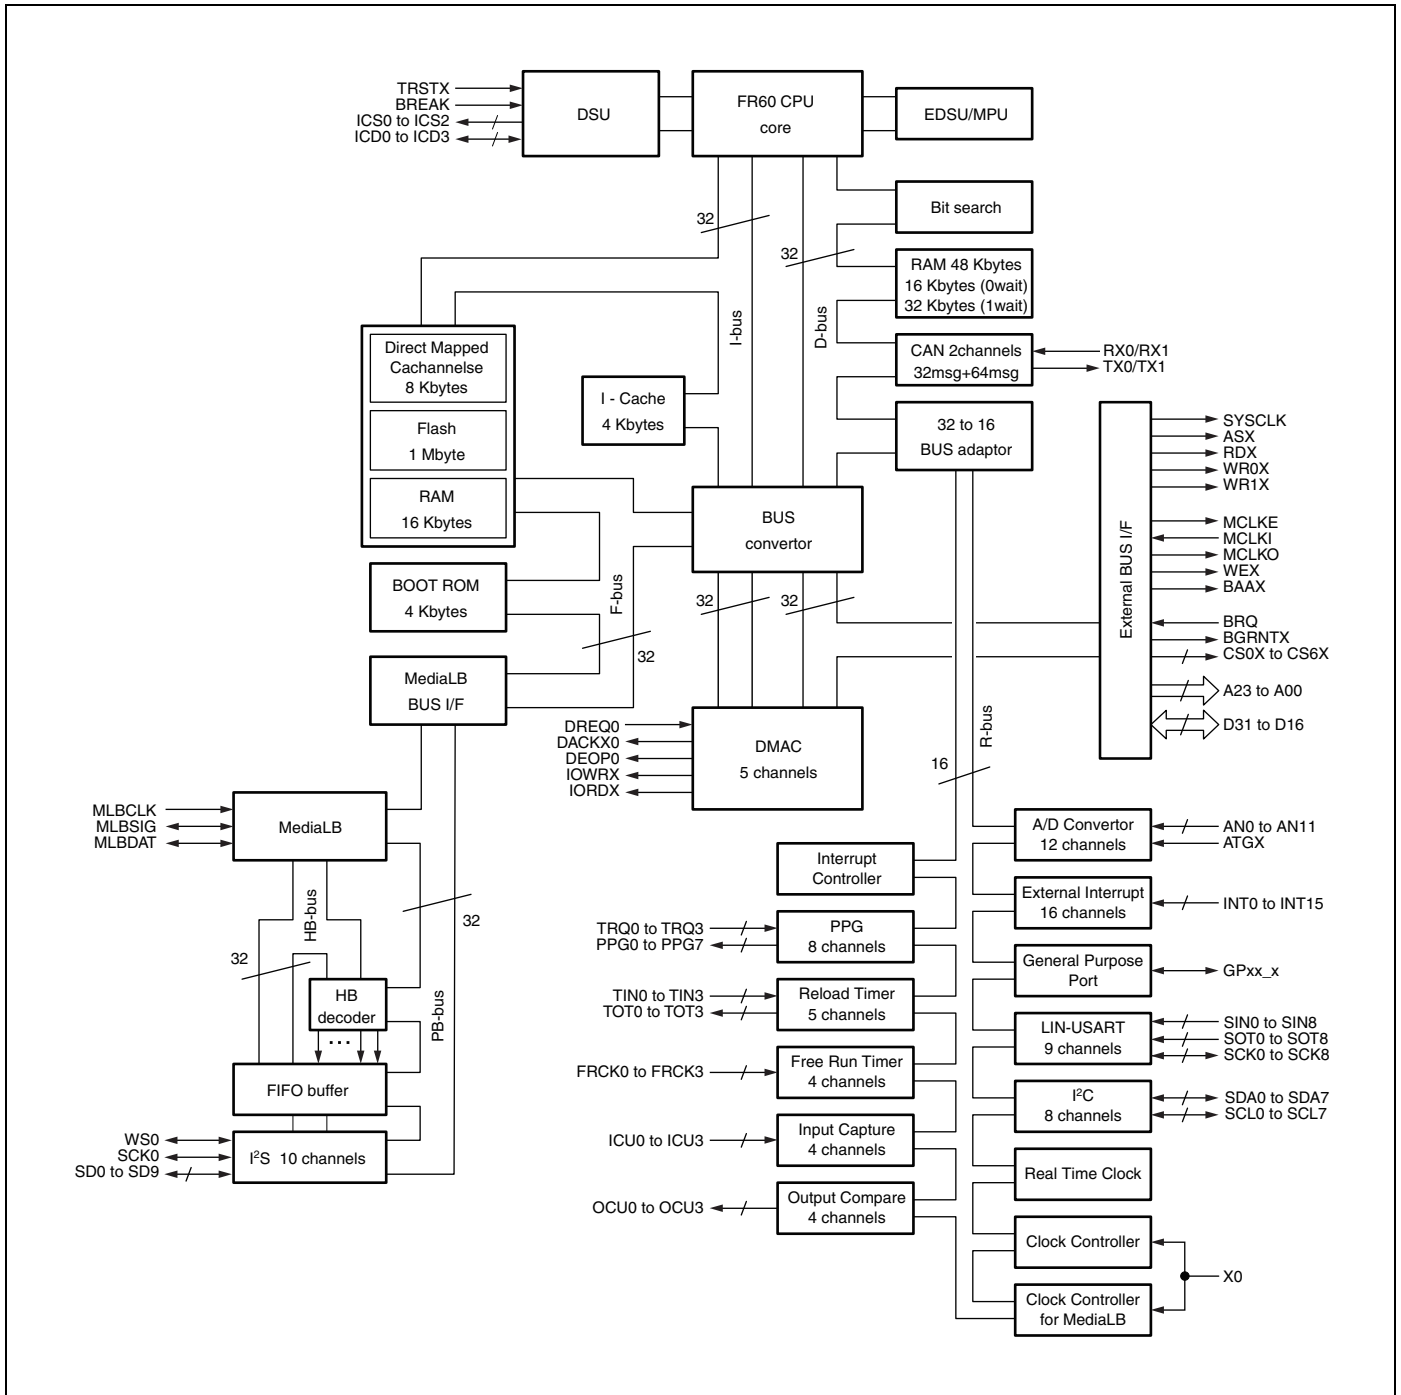 TRSTX
BREAK
ICS0 to ICS2
ICD0 to ICD3
DSU
FR60 CPU
core
EDSU/MPU
Bit search
32
32
RAM 48 Kbytes
16 Kbytes (0wait)
32 Kbytes (1wait)
I-bus
D-bus
Direct Mapped
Cachannelse
8 Kbytes
Flash
1 Mbyte
RAM
16 Kbytes
I - Cache
4 Kbytes
CAN 2channels
32msg+64msg
RX0/RX1
TX0/TX1
32 to 16
BUS adaptor
BUS
convertor
External BUS I/F
SYSCLK
ASX
RDX
WR0X
WR1X
MCLKE
MCLKI
MCLKO
WEX
BAAX
BRQ
BGRNTX
CS0X to CS6X
A23 to A00
D31 to D16
BOOT ROM
4 Kbytes
F-bus
32
32
32
MediaLB
BUS I/F
DREQ0
DACKX0
DEOP0
IOWRX
IORDX
DMAC
5 channels
R-bus
16
MLBCLK
MLBSIG
MLBDAT
MediaLB
HB-bus
32
32
PB-bus
HB
decoder
...
FIFO buffer
WS0
SCK0
SD0 to SD9
I²S 10 channels
Interrupt
Controller
TRQ0 to TRQ3
PPG0 to PPG7
PPG
8 channels
TIN0 to TIN3
TOT0 to TOT3
Reload Timer
5 channels
FRCK0 to FRCK3
Free Run Timer
4 channels
ICU0 to ICU3
Input Capture
4 channels
OCU0 to OCU3
Output Compare
4 channels
A/D Convertor
12 channels
AN0 to AN11
ATGX
External Interrupt
16 channels
INT0 to INT15
General Purpose
Port
GPxx_x
LIN-USART
9 channels
SIN0 to SIN8
SOT0 to SOT8
SCK0 to SCK8
I²C
8 channels
SDA0 to SDA7
SCL0 to SCL7
Real Time Clock
Clock Controller
X0
Clock Controller
for MediaLB